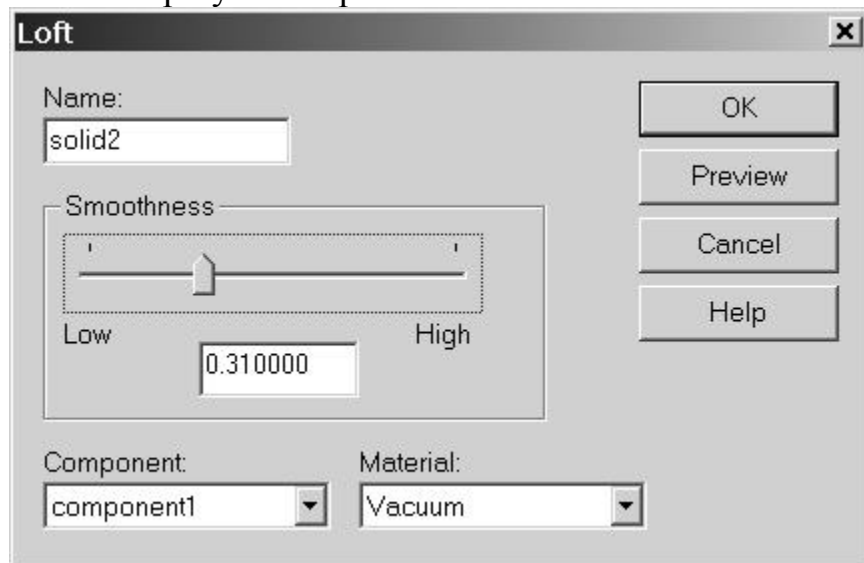 Loft
Name:
solid2
OK
Preview
Cancel
Help
Smoothness
Low
High
0.310000
Component:
Material:
component1
Vacuum